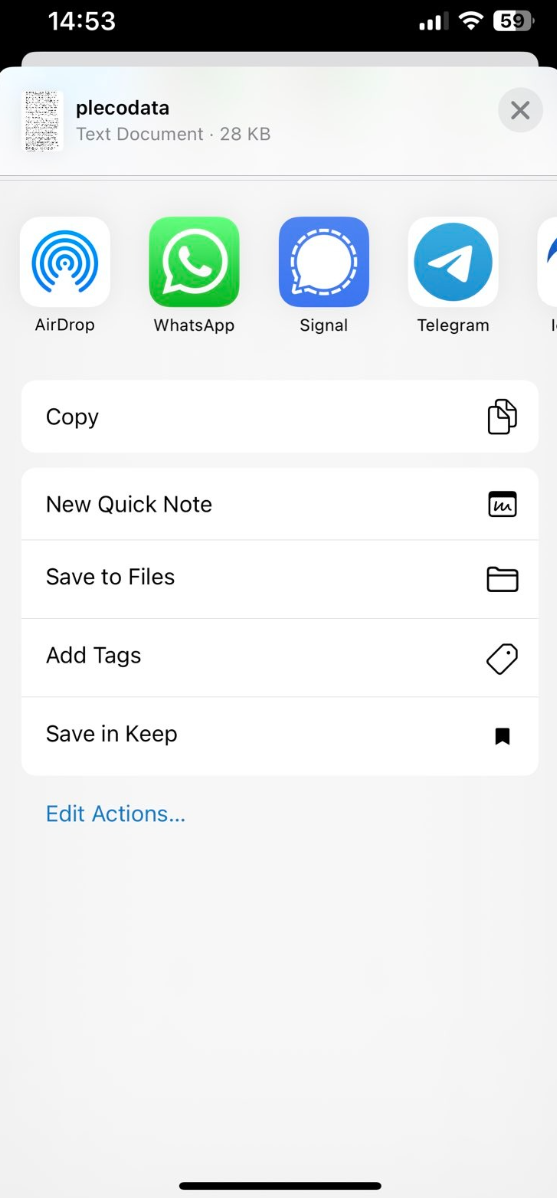 14:53
59
plecodata
Text Document · 28 KB
AirDrop
WhatsApp
Signal
Telegram
Copy
New Quick Note
Save to Files
Add Tags
Save in Keep
Edit Actions...